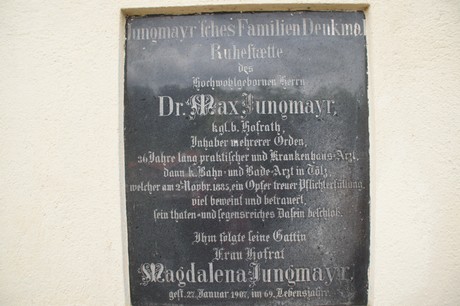 Jungmayr'sches Familien Denkmal
Ruhestætte
des
Hochwohlgebornen Herrn
Dr. Max Jungmayr,
kgl. b. Hofrath
Inhaber mehrerer Orden,
36 Jahre lang praktischer und Krankenhaus-Arzt,
dann k. Bahn- und Bade-Arzt in Tölz,
welcher am 2. Novbr. 1885, ein Opfer treuer Pflichterfüllung,
viel beweint und betrauert,
sein thaten- und segensreiches Dasein beschloß.
Ihm folgte seine Gattin
Frau Hofrat
Magdalena Jungmayr,
gest. 27. Januar 1907, im 69. Lebensjahre.